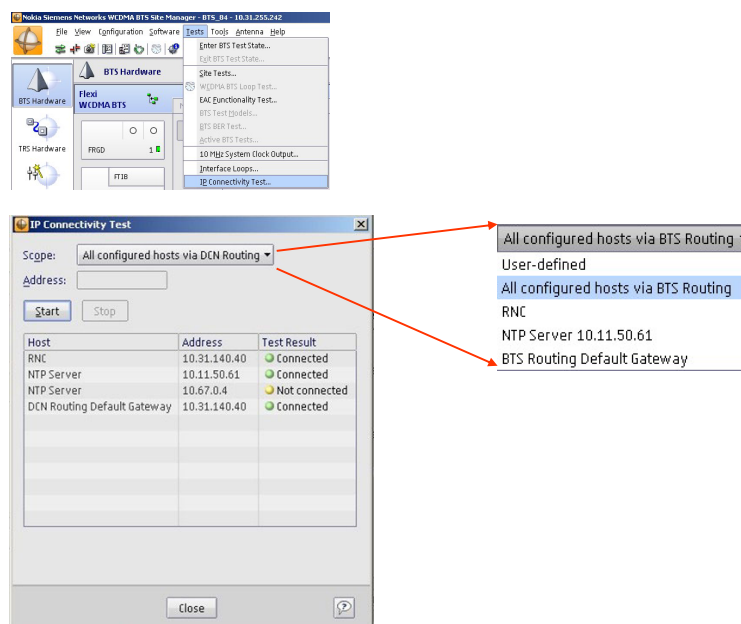 Nokia Siemens Networks WCDMA BTS Site Manager - BTS_84 - 10.31.255.242
File View Configuration Software Tests Tools Antenna Help
Enter BTS Test State...
Exit BTS Test State...
Site Tests...
WCDMA BTS Loop Test...
EAC Functionality Test...
BTS Test Models...
BTS BER Test...
Active BTS Tests...
10 MHz System Clock Output...
Interface Loops...
IP Connectivity Test...
BTS Hardware
BTS Hardware
Flexi
WCDMA BTS
TRS Hardware
FRGD 1
FTIB
IP Connectivity Test
Scope: All configured hosts via DCN Routing
Address:
Start Stop
Host Address Test Result
RNC 10.31.140.40 Connected
NTP Server 10.11.50.61 Connected
NTP Server 10.67.0.4 Not connected
DCN Routing Default Gateway 10.31.140.40 Connected
Close
All configured hosts via BTS Routing
User-defined
All configured hosts via BTS Routing
RNC
NTP Server 10.11.50.61
BTS Routing Default Gateway